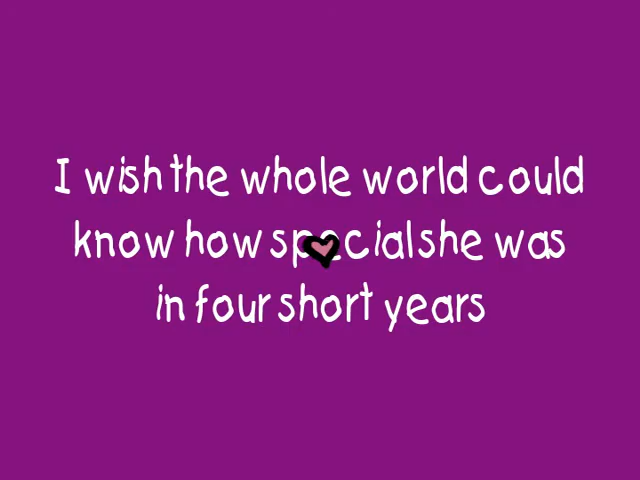 I wish the whole world could
know how special she was
in four short years